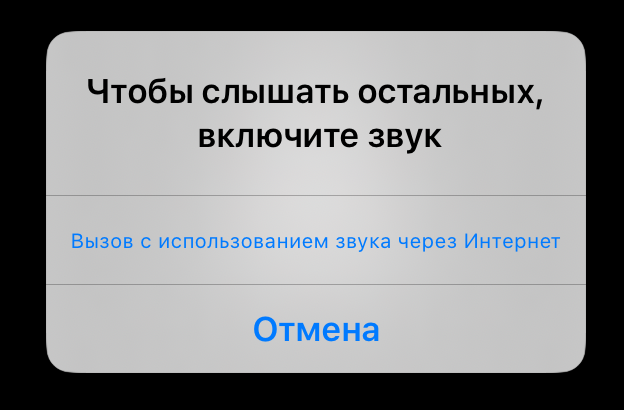 Чтобы слышать остальных,
включите звук
Вызов с использованием звука через Интернет
Отмена